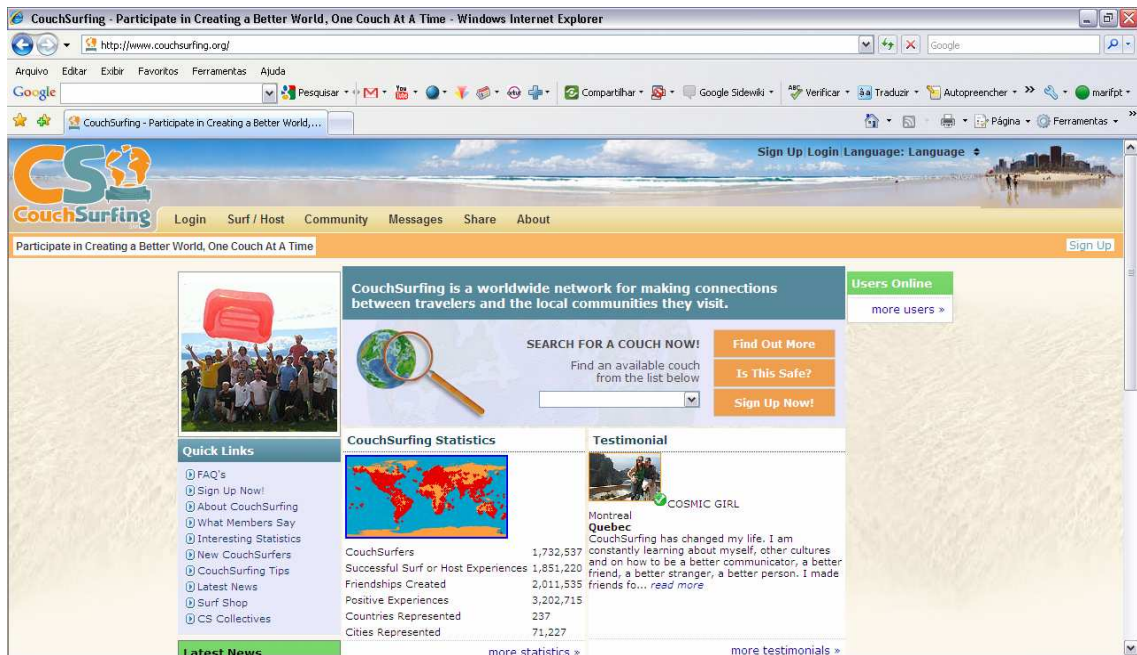 CouchSurfing - Participate in Creating a Better World, One Couch At A Time - Windows Internet Explorer
http://www.couchsurfing.org/
Google
Arquivo Editar Exibir Favoritos Ferramentas Ajuda
Google Pesquisar Compartilhar Google Sidewiki Verificar Traduzir Autopreencher marifpt
CouchSurfing - Participate in Creating a Better World,...
Página Ferramentas
Sign Up Login Language: Language
CS
CouchSurfing
Login Surf / Host Community Messages Share About
Participate in Creating a Better World, One Couch At A Time
Sign Up
CouchSurfing is a worldwide network for making connections
between travelers and the local communities they visit.
SEARCH FOR A COUCH NOW!
Find an available couch
from the list below
Find Out More
Is This Safe?
Sign Up Now!
Users Online
more users »
Quick Links
FAQ's
Sign Up Now!
About CouchSurfing
What Members Say
Interesting Statistics
New CouchSurfers
CouchSurfing Tips
Latest News
Surf Shop
CS Collectives
Latest News
CouchSurfing Statistics
CouchSurfers 1,732,537
Successful Surf or Host Experiences 1,851,220
Friendships Created 2,011,535
Positive Experiences 3,202,715
Countries Represented 237
Cities Represented 71,227
more statistics »
Testimonial
COSMIC GIRL
Montreal
Quebec
CouchSurfing has changed my life. I am
constantly learning about myself, other cultures
and on how to be a better communicator, a better
friend, a better stranger, a better person. I made
friends fo... read more
more testimonials »